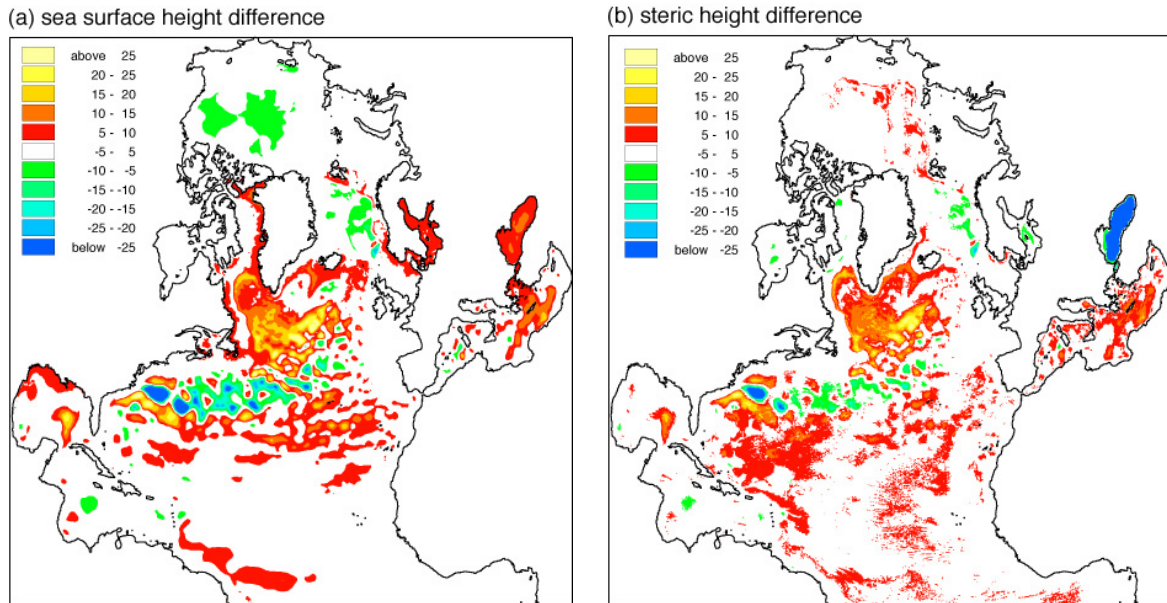 (a) sea surface height difference
above 25
20 - 25
15 - 20
10 - 15
5 - 10
-5 - 5
-10 - -5
-15 - -10
-20 - -15
-25 - -20
below -25
(b) steric height difference
above 25
20 - 25
15 - 20
10 - 15
5 - 10
-5 - 5
-10 - -5
-15 - -10
-20 - -15
-25 - -20
below -25